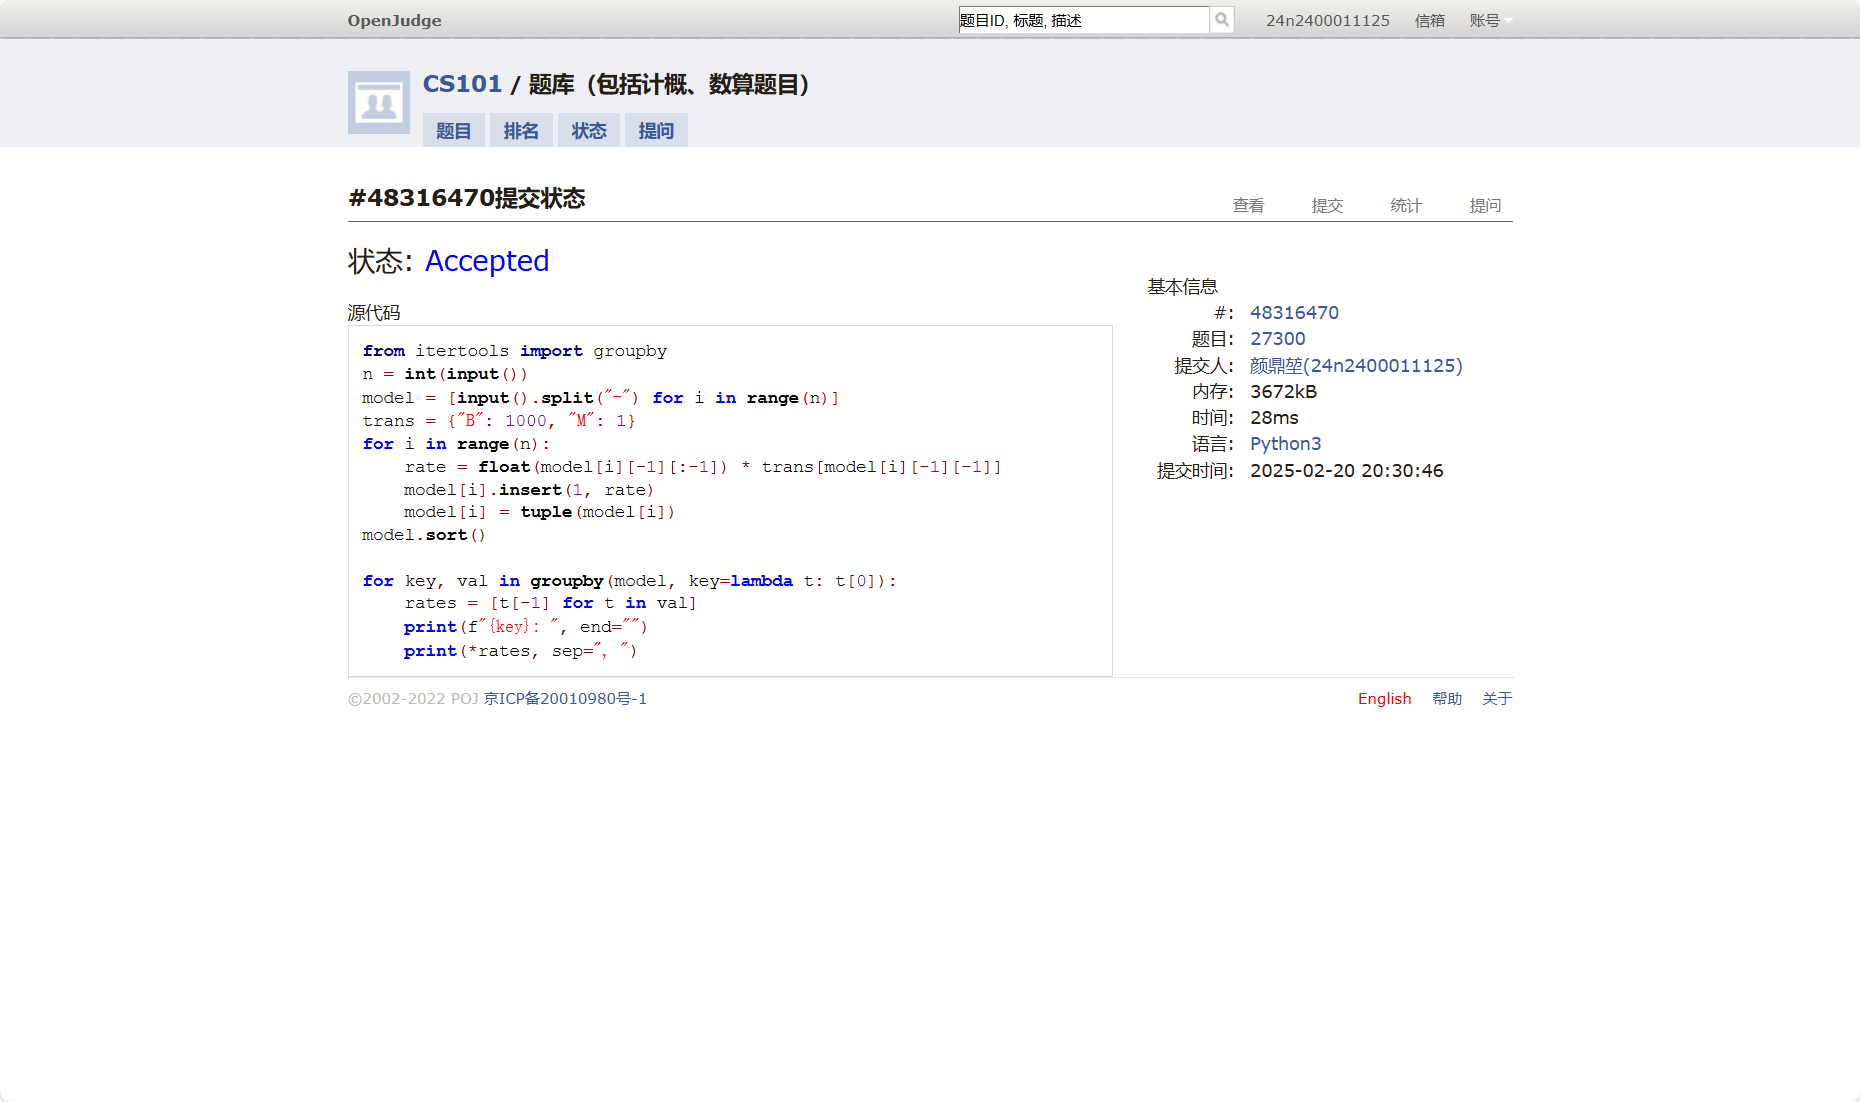 OpenJudge
题目ID, 标题, 描述
24n2400011125 信箱 账号
CS101 / 题库（包括计概、数算题目）
题目 排名 状态 提问
#48316470提交状态
查看 提交 统计 提问
状态: Accepted
源代码
from itertools import groupby
n = int(input())
model = [input().split("-") for i in range(n)]
trans = {"B": 1000, "M": 1}
for i in range(n):
    rate = float(model[i][-1][:-1]) * trans[model[i][-1][-1]]
    model[i].insert(1, rate)
    model[i] = tuple(model[i])
model.sort()
for key, val in groupby(model, key=lambda t: t[0]):
    rates = [t[-1] for t in val]
    print(f"{key}: ", end="")
    print(*rates, sep=", ")
基本信息
#: 48316470
题目: 27300
提交人: 颜鼎堃(24n2400011125)
内存: 3672kB
时间: 28ms
语言: Python3
提交时间: 2025-02-20 20:30:46
©2002-2022 POJ 京ICP备20010980号-1
English 帮助 关于